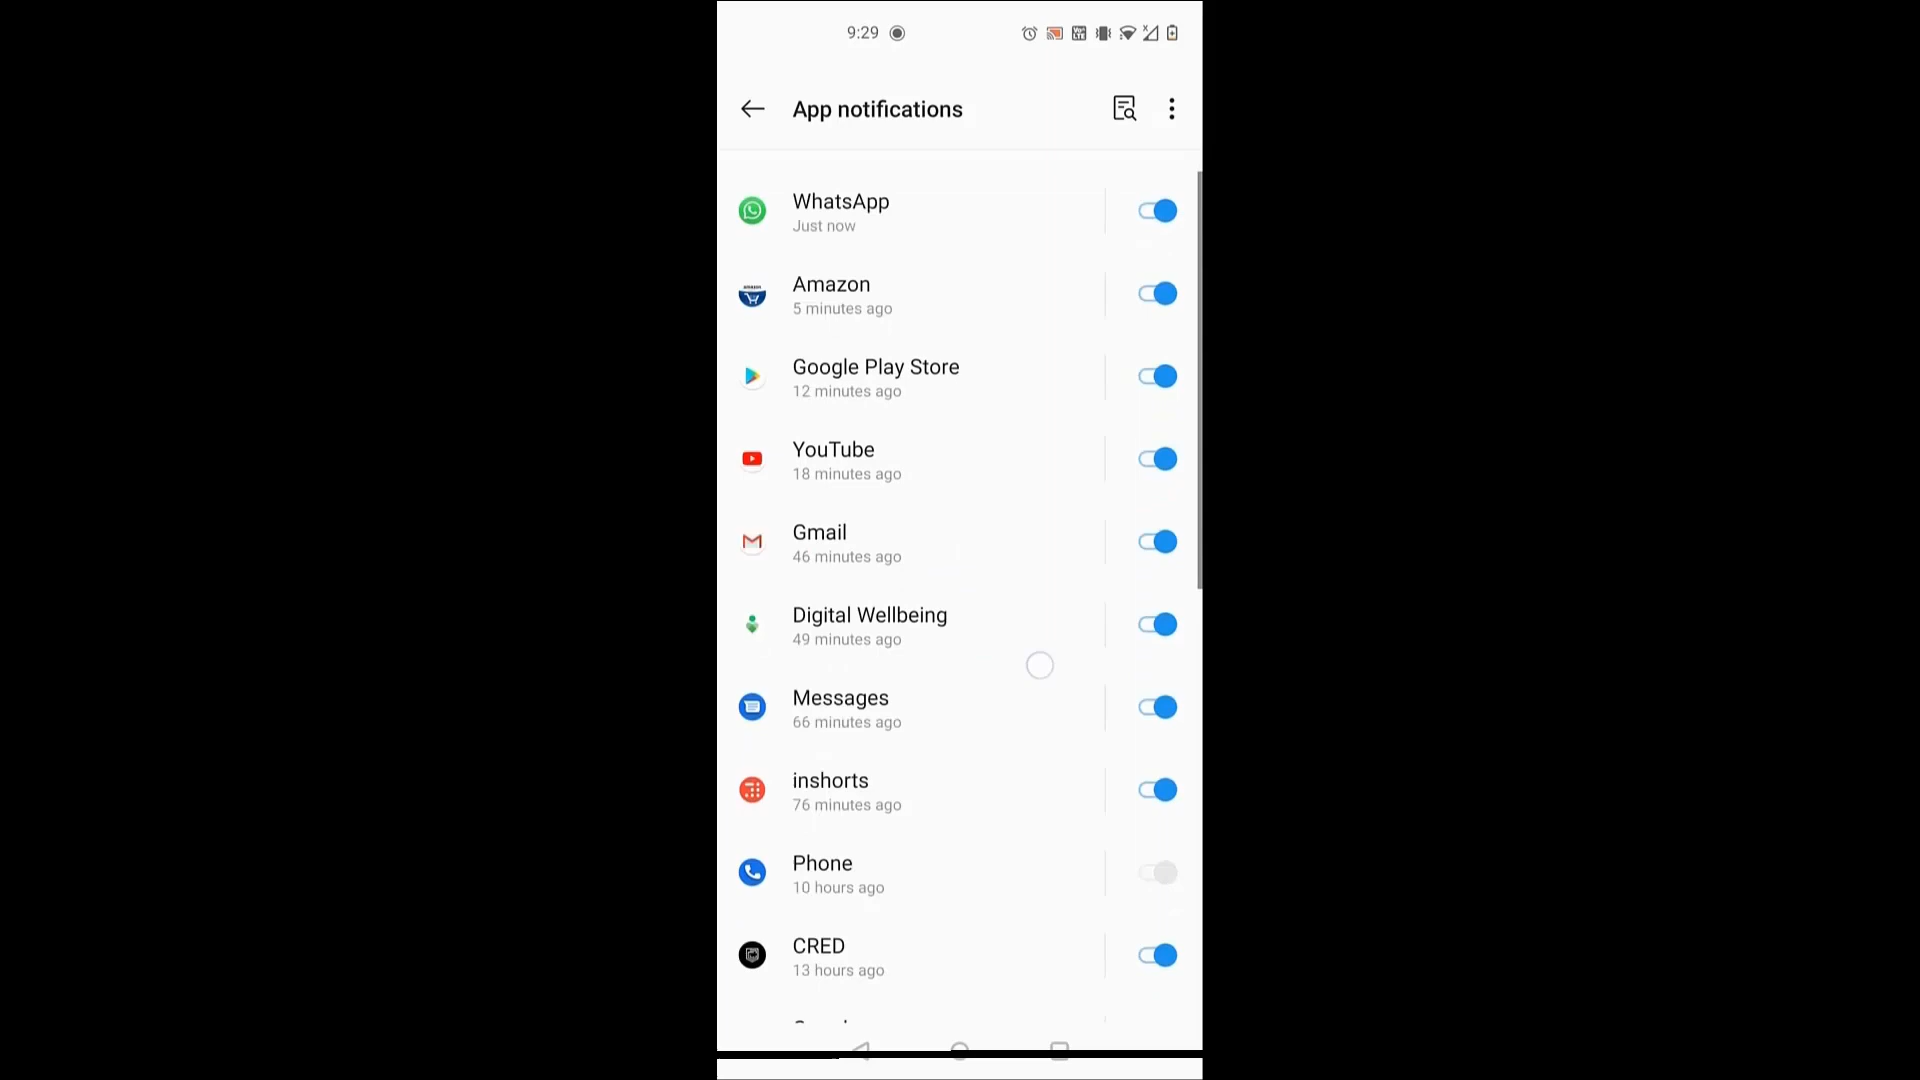 9:29
App notifications
WhatsApp
Just now
Amazon
5 minutes ago
Google Play Store
12 minutes ago
YouTube
18 minutes ago
Gmail
46 minutes ago
Digital Wellbeing
49 minutes ago
Messages
66 minutes ago
inshorts
76 minutes ago
Phone
10 hours ago
CRED
13 hours ago